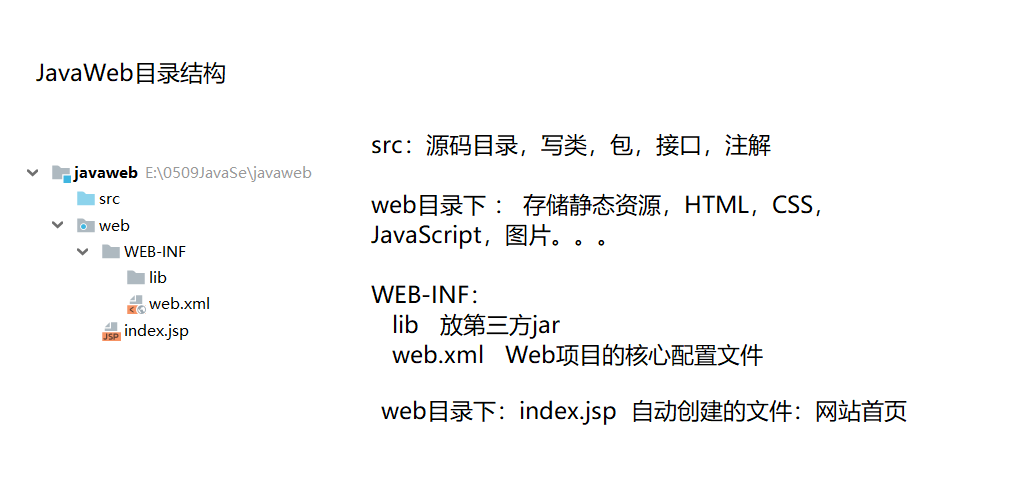 JavaWeb目录结构
javaweb E:\0509JavaSe\javaweb
src
web
WEB-INF
lib
web.xml
index.jsp
JSP
src：源码目录，写类，包，接口，注解
web目录下 ： 存储静态资源，HTML，CSS，
JavaScript，图片。。。
WEB-INF：
lib 放第三方jar
web.xml Web项目的核心配置文件
web目录下：index.jsp 自动创建的文件：网站首页